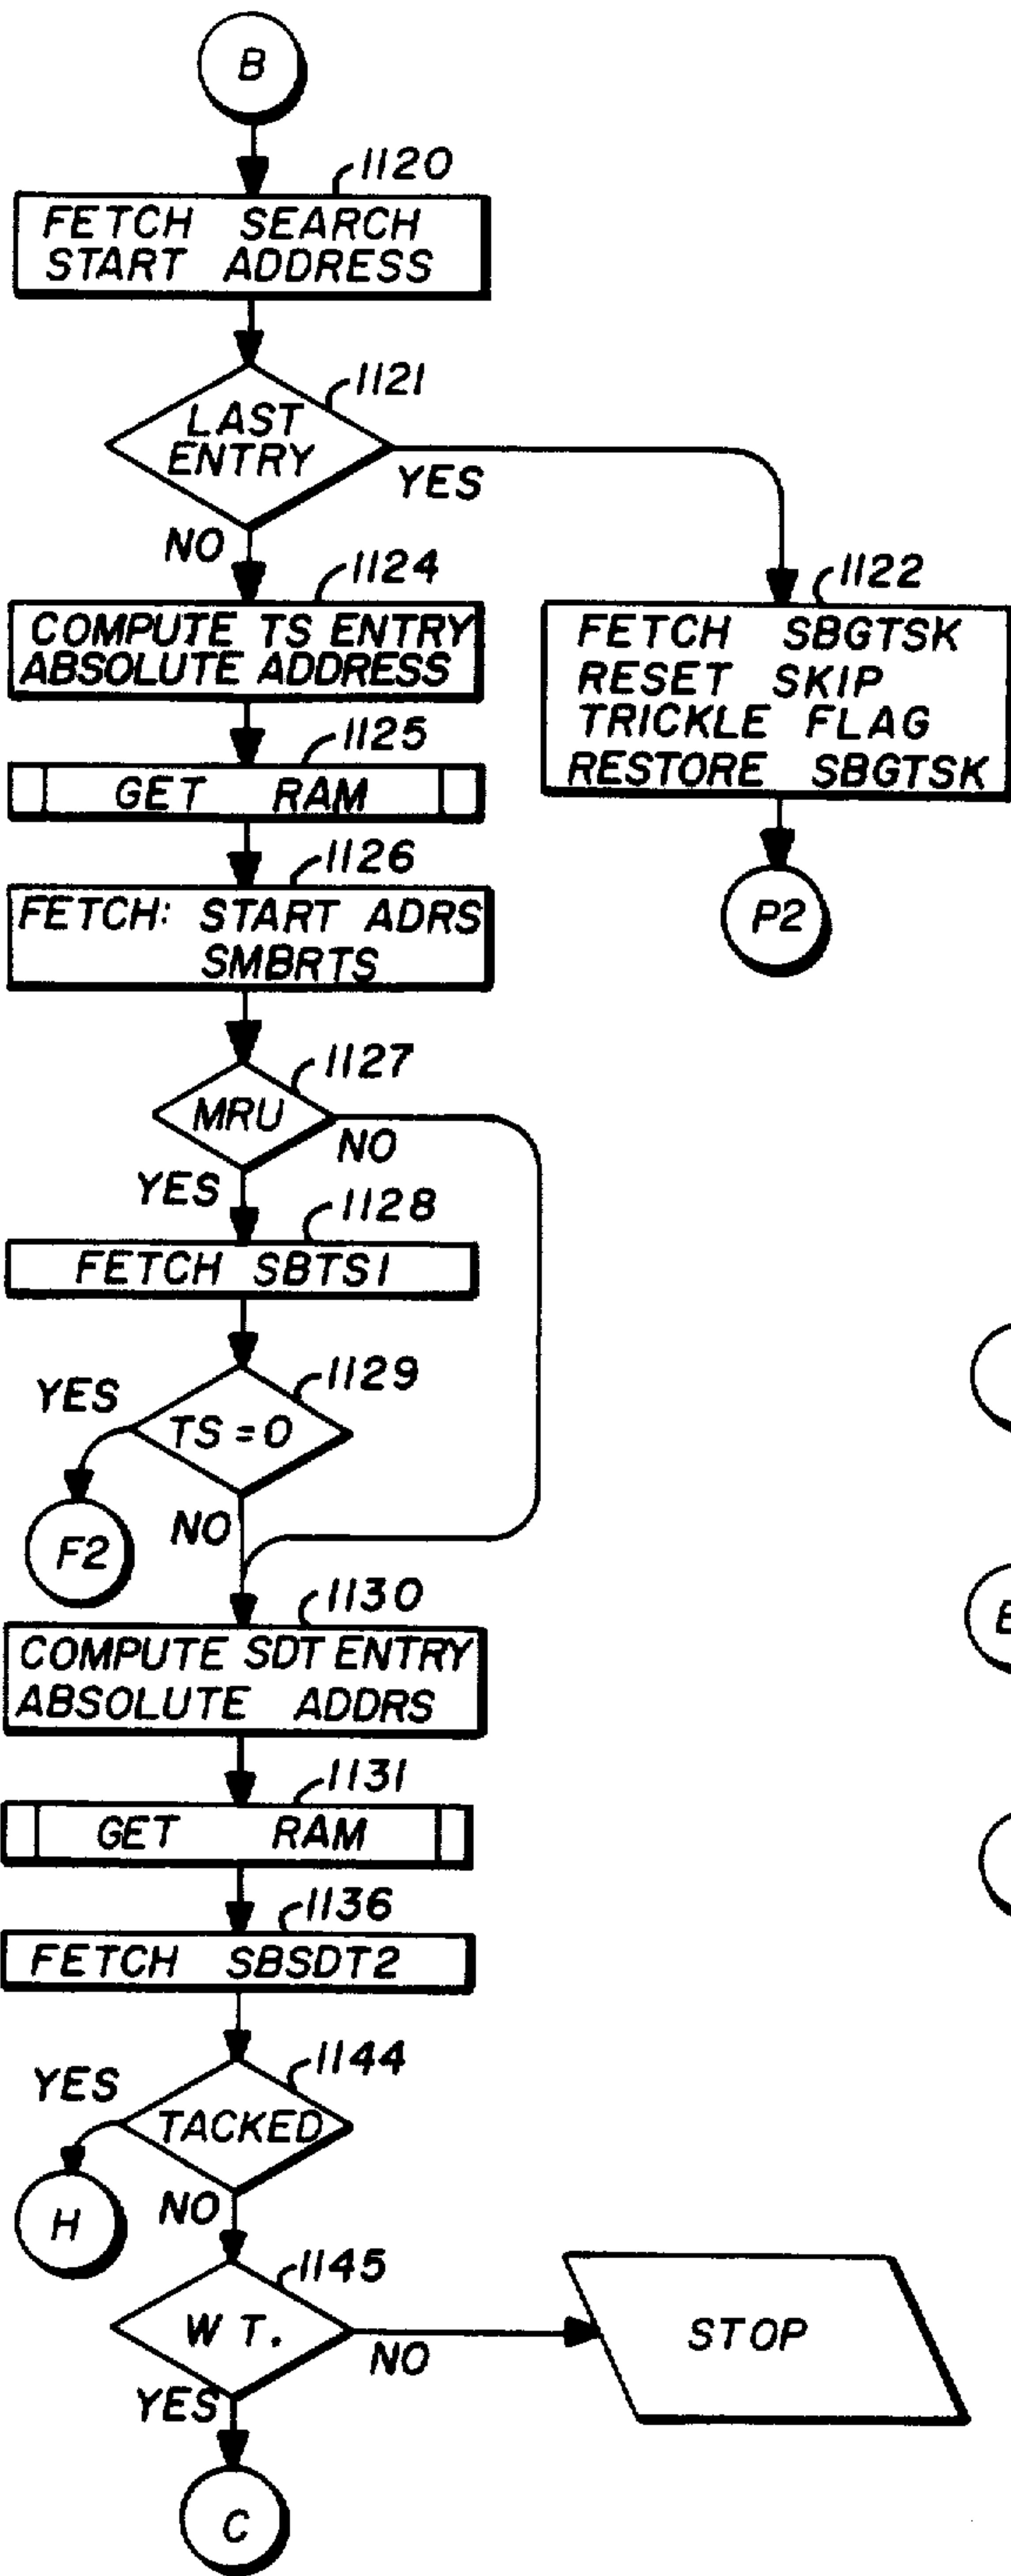 B
1120
FETCH SEARCH
START ADDRESS
1121
LAST
ENTRY
YES
NO
1124
COMPUTE TS ENTRY
ABSOLUTE ADDRESS
1122
FETCH SBGTSK
RESET SKIP
TRICKLE FLAG
RESTORE SBGTSK
P2
1125
GET RAM
1126
FETCH: START ADRS
SMBRTS
1127
MRU
NO
YES
1128
FETCH SBTS1
1129
YES
TS = 0
F2
NO
1130
COMPUTE SDT ENTRY
ABSOLUTE ADDRS
1131
GET RAM
1136
FETCH SBSDT2
1144
YES
TACKED
H
NO
1145
W T.
NO
STOP
YES
C